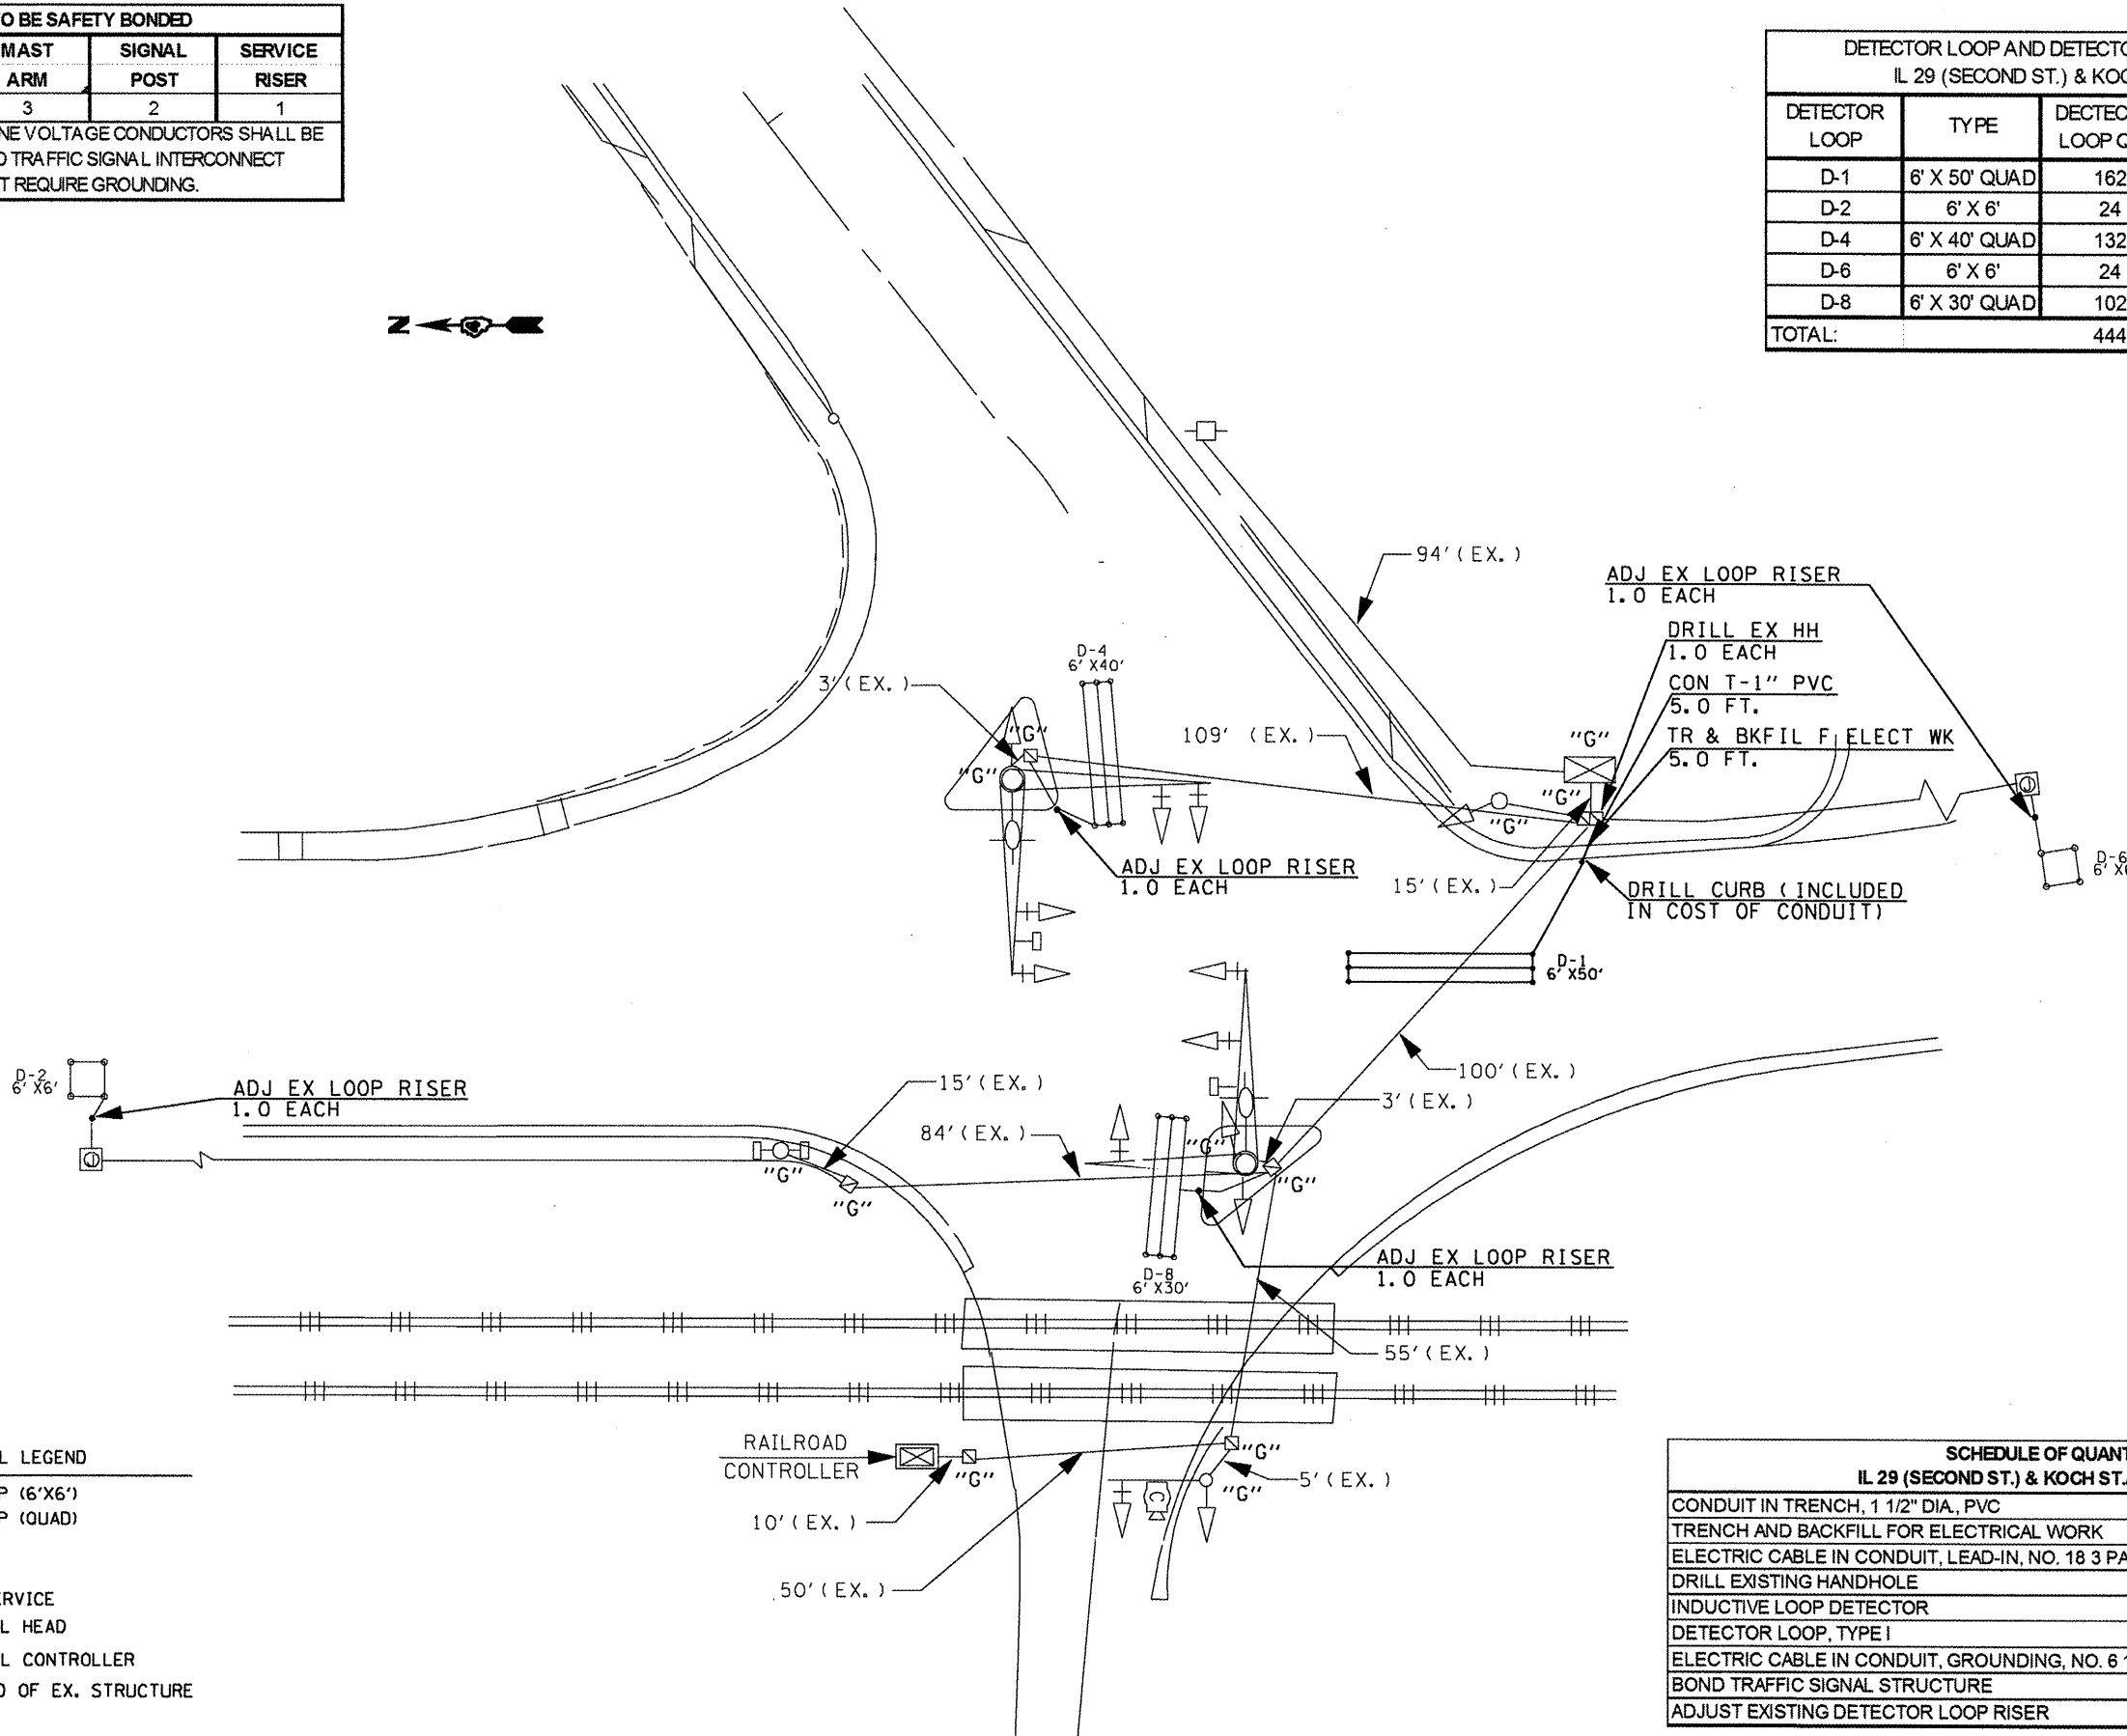 O BE SAFETY BONDED
MAST SIGNAL SERVICE
ARM POST RISER
3 2 1
NE VOLTAGE CONDUCTORS SHALL BE
D TRAFFIC SIGNAL INTERCONNECT
T REQUIRE GROUNDING.
DETECTOR LOOP AND DETECTO
IL 29 (SECOND ST.) & KOC
DETECTOR TYPE DECTEC
LOOP LOOP Q
D-1 6' X 50' QUAD 162
D-2 6' X 6' 24
D-4 6' X 40' QUAD 132
D-6 6' X 6' 24
D-8 6' X 30' QUAD 102
TOTAL: 444
N
94' (EX.)
ADJ EX LOOP RISER
1.0 EACH
DRILL EX HH
1.0 EACH
CON T-1" PVC
5.0 FT.
TR & BKFIL F ELECT WK
5.0 FT.
D-4
6' X40'
3' (EX.)
"G"
"G"
109' (EX.)
"G"
"G"
"G"
ADJ EX LOOP RISER
1.0 EACH
15' (EX.)
DRILL CURB (INCLUDED
IN COST OF CONDUIT)
D-6
6' X6
D-1
6' X50'
D-2
6' X6'
ADJ EX LOOP RISER
1.0 EACH
15' (EX.)
84' (EX.)
100' (EX.)
3' (EX.)
"G"
"G"
"G"
"G"
D-8
6' X30'
ADJ EX LOOP RISER
1.0 EACH
55' (EX.)
RAILROAD
CONTROLLER
"G"
"G"
"G"
C
5' (EX.)
10' (EX.)
50' (EX.)
L LEGEND
P (6'X6')
P (QUAD)
ERVICE
L HEAD
L CONTROLLER
D OF EX. STRUCTURE
SCHEDULE OF QUANT
IL 29 (SECOND ST.) & KOCH ST.
CONDUIT IN TRENCH, 1 1/2" DIA., PVC
TRENCH AND BACKFILL FOR ELECTRICAL WORK
ELECTRIC CABLE IN CONDUIT, LEAD-IN, NO. 18 3 PA
DRILL EXISTING HANDHOLE
INDUCTIVE LOOP DETECTOR
DETECTOR LOOP, TYPE I
ELECTRIC CABLE IN CONDUIT, GROUNDING, NO. 6 1
BOND TRAFFIC SIGNAL STRUCTURE
ADJUST EXISTING DETECTOR LOOP RISER